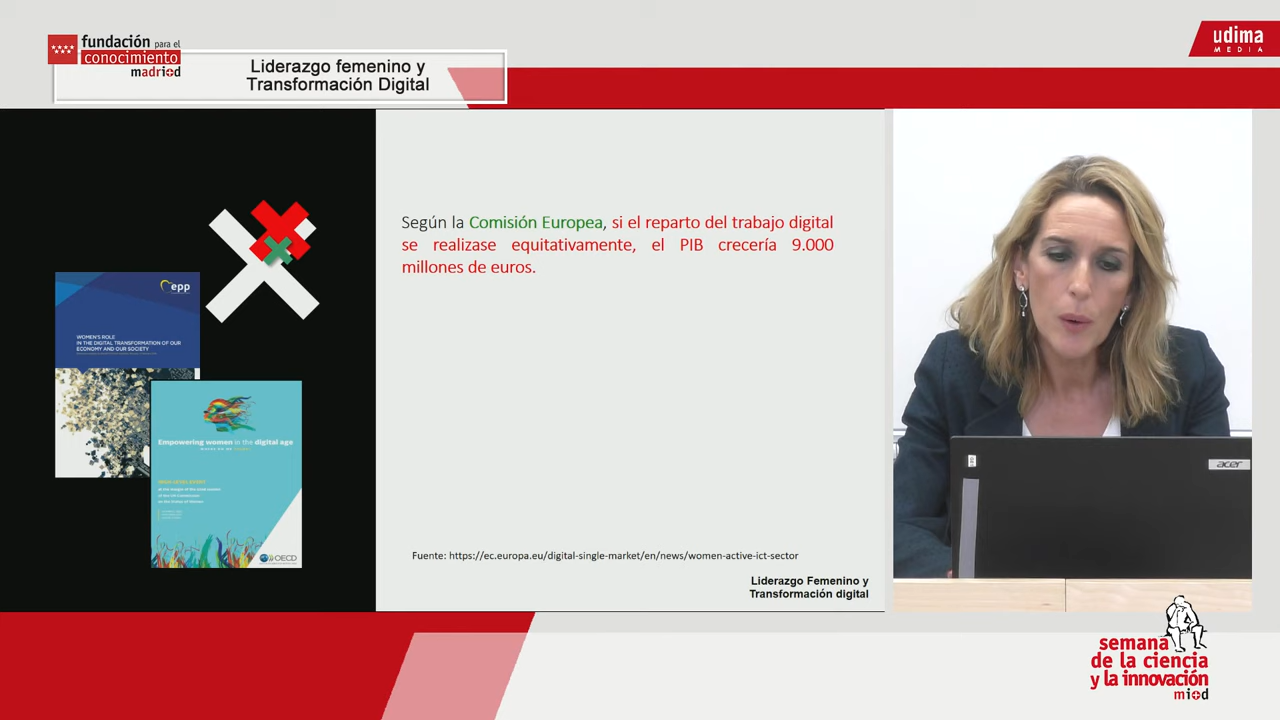 fundación para el
conocimiento
madri+d
Liderazgo femenino y
Transformación Digital
udima
MEDIA
Según la Comisión Europea, si el reparto del trabajo digital
se realizase equitativamente, el PIB crecería 9.000
millones de euros.
epp
WOMEN'S ROLE
IN THE DIGITAL TRANSFORMATION OF OUR
ECONOMY AND OUR SOCIETY
Empowering women in the digital age
OECD
Fuente: https://ec.europa.eu/digital-single-market/en/news/women-active-ict-sector
Liderazgo Femenino y
Transformación digital
acer
semana
de la ciencia
y la innovación
mi+d